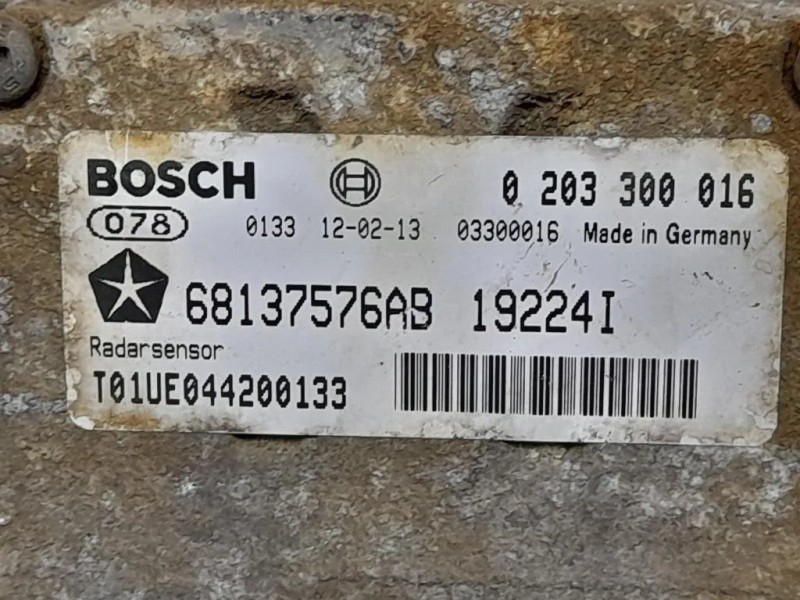 BOSCH 0 203 300 016
078 0133 12-02-13 03300016 Made in Germany
68137576AB 19224I
Radarsensor
T01UE044200133